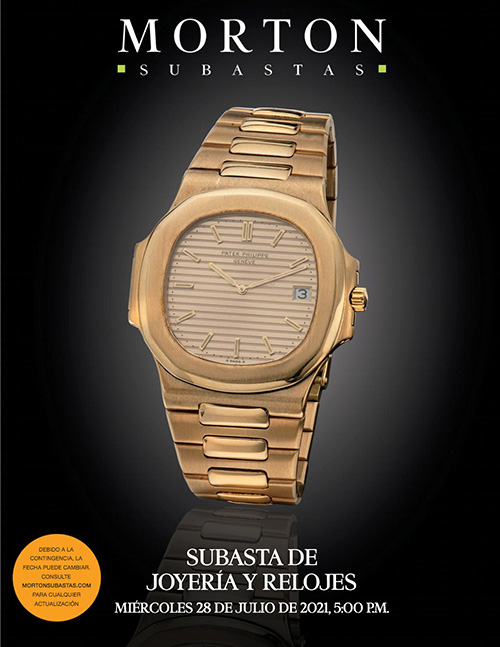 MORTON
SUBASTAS
PATEK PHILIPPE
GENEVE
3
DEBIDO A LA
CONTINGENCIA, LA
FECHA PUEDE CAMBIAR.
CONSULTE
MORTONSUBASTAS.COM
PARA CUALQUIER
ACTUALIZACIÓN
SUBASTA DE
JOYERÍA Y RELOJES
MIÉRCOLES 28 DE JULIO DE 2021, 5:00 P.M.